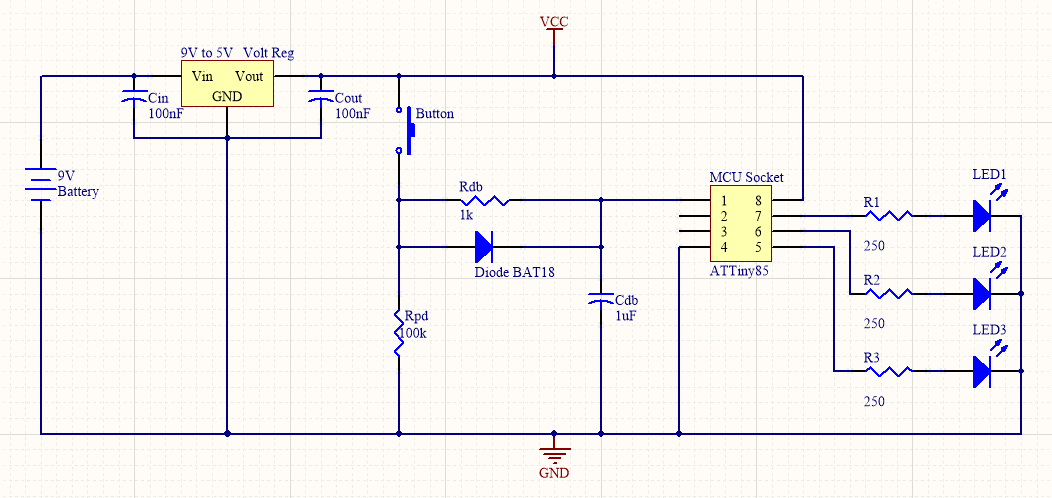 VCC
9V to 5V Volt Reg
Vin Vout
GND
Cin
100nF
Cout
100nF
Button
9V
Battery
Rdb
1k
Diode BAT18
Rpd
100k
Cdb
1uF
MCU Socket
1 8
2 7
3 6
4 5
ATTiny85
R1
250
R2
250
R3
250
LED1
LED2
LED3
GND